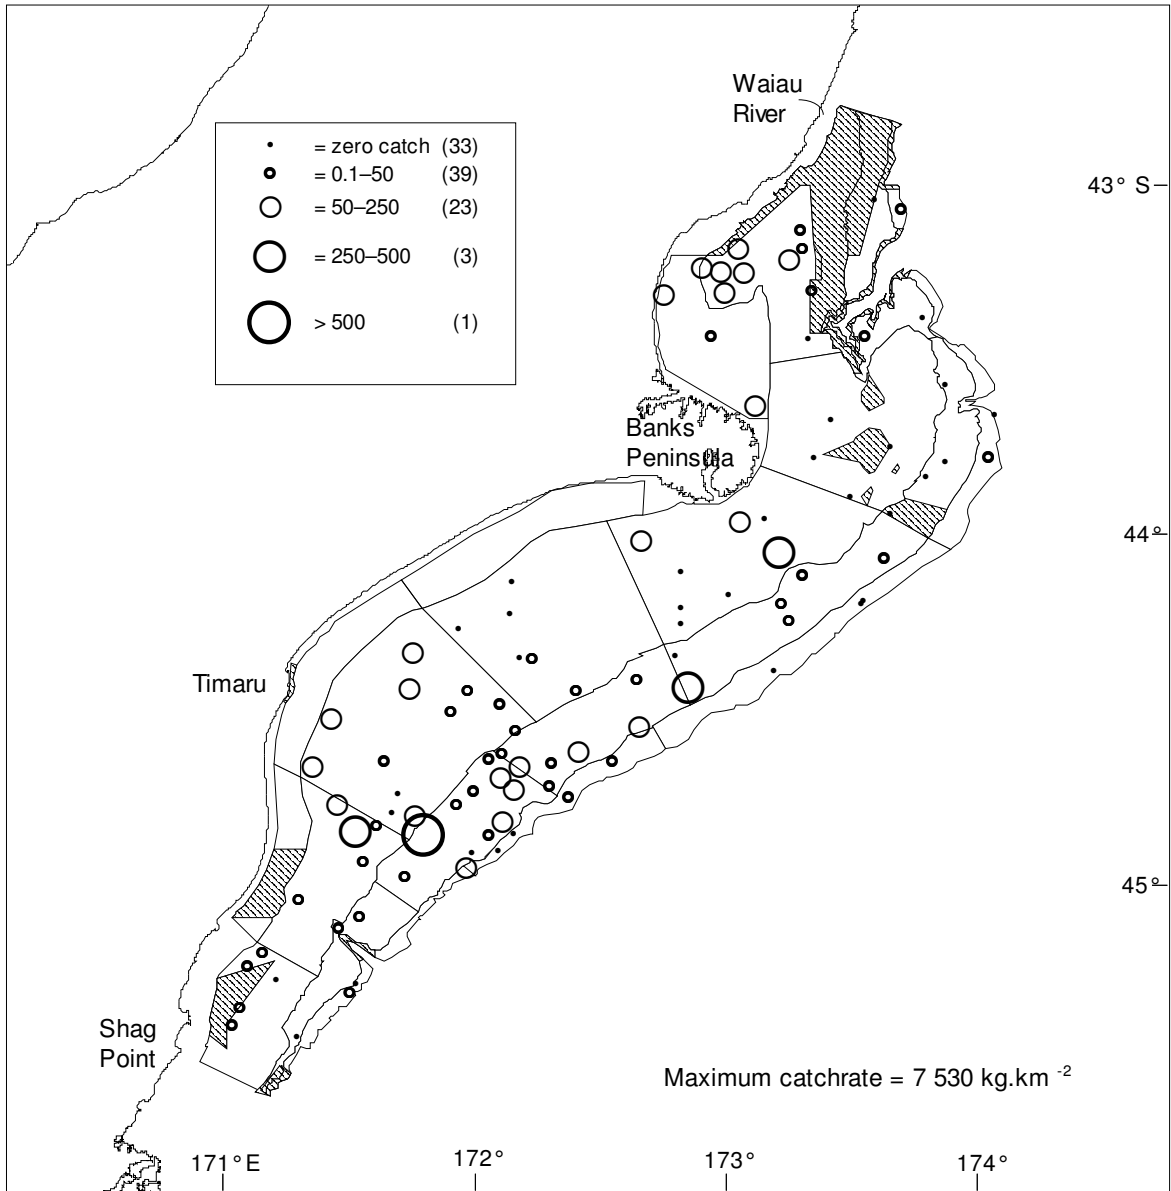 Waiau
River
= zero catch (33)
= 0.1–50 (39)
= 50–250 (23)
= 250–500 (3)
> 500 (1)
43° S
Banks
Peninsula
44°
Timaru
45°
Shag
Point
Maximum catchrate = 7 530 kg.km -2
171°E 172° 173° 174°